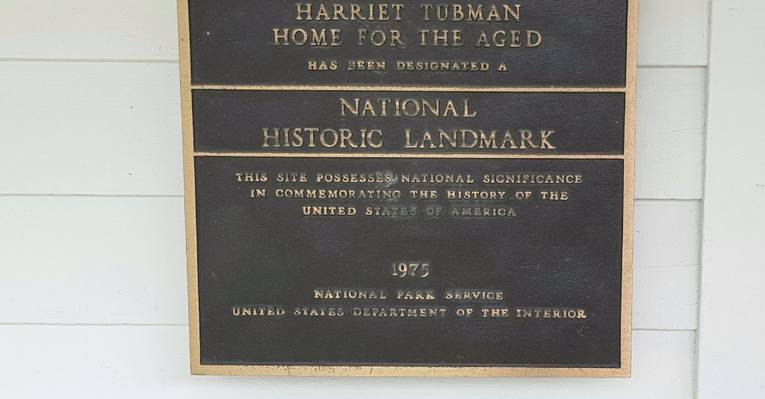 HARRIET TUBMAN
HOME FOR THE AGED
HAS BEEN DESIGNATED A
NATIONAL
HISTORIC LANDMARK
THIS SITE POSSESSES NATIONAL SIGNIFICANCE
IN COMMEMORATING THE HISTORY OF THE
UNITED STATES OF AMERICA
1975
NATIONAL PARK SERVICE
UNITED STATES DEPARTMENT OF THE INTERIOR